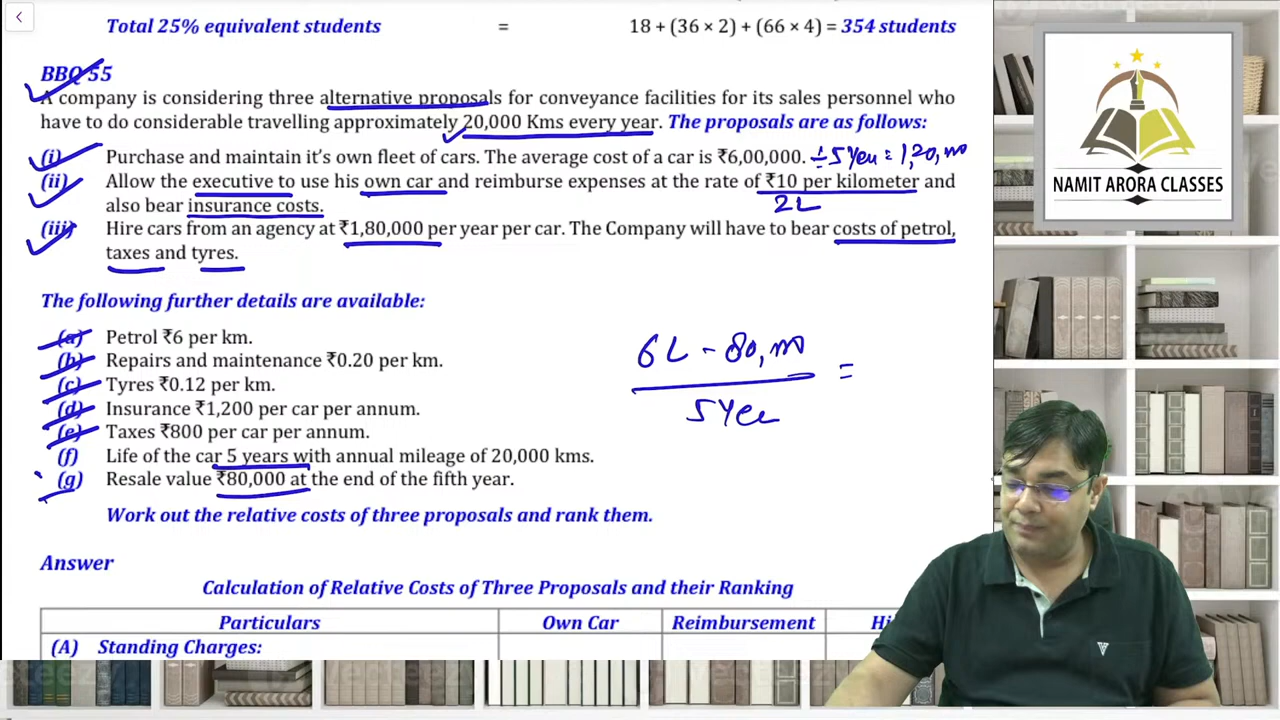 Total 25% equivalent students = 18 + (36 × 2) + (66 × 4) = 354 students
BBQ 55
A company is considering three alternative proposals for conveyance facilities for its sales personnel who
have to do considerable travelling approximately 20,000 Kms every year. The proposals are as follows:
(i) Purchase and maintain it's own fleet of cars. The average cost of a car is ₹6,00,000. ÷ 5 Year = 1,20,000
(ii) Allow the executive to use his own car and reimburse expenses at the rate of ₹10 per kilometer and
also bear insurance costs. 2L
(iii) Hire cars from an agency at ₹1,80,000 per year per car. The Company will have to bear costs of petrol,
taxes and tyres.
The following further details are available:
(a) Petrol ₹6 per km.
(b) Repairs and maintenance ₹0.20 per km.
(c) Tyres ₹0.12 per km.
(d) Insurance ₹1,200 per car per annum.
(e) Taxes ₹800 per car per annum.
(f) Life of the car 5 years with annual mileage of 20,000 kms.
(g) Resale value ₹80,000 at the end of the fifth year.
6L - 80,000 =
5 Year
Work out the relative costs of three proposals and rank them.
Answer
Calculation of Relative Costs of Three Proposals and their Ranking
Particulars Own Car Reimbursement
(A) Standing Charges:
NAMIT ARORA CLASSES